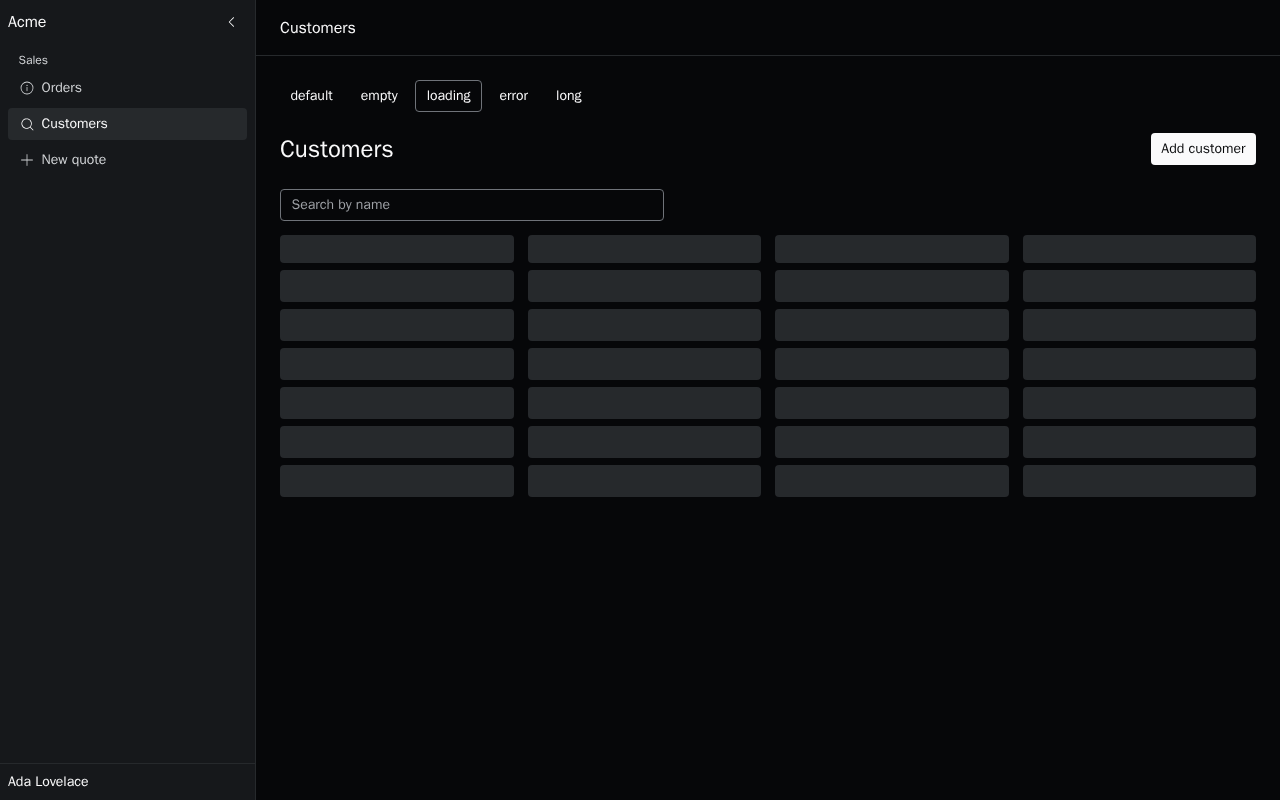 Acme
Sales
Orders
Customers
New quote
Ada Lovelace
Customers
default empty loading error long
Customers
Add customer
Search by name